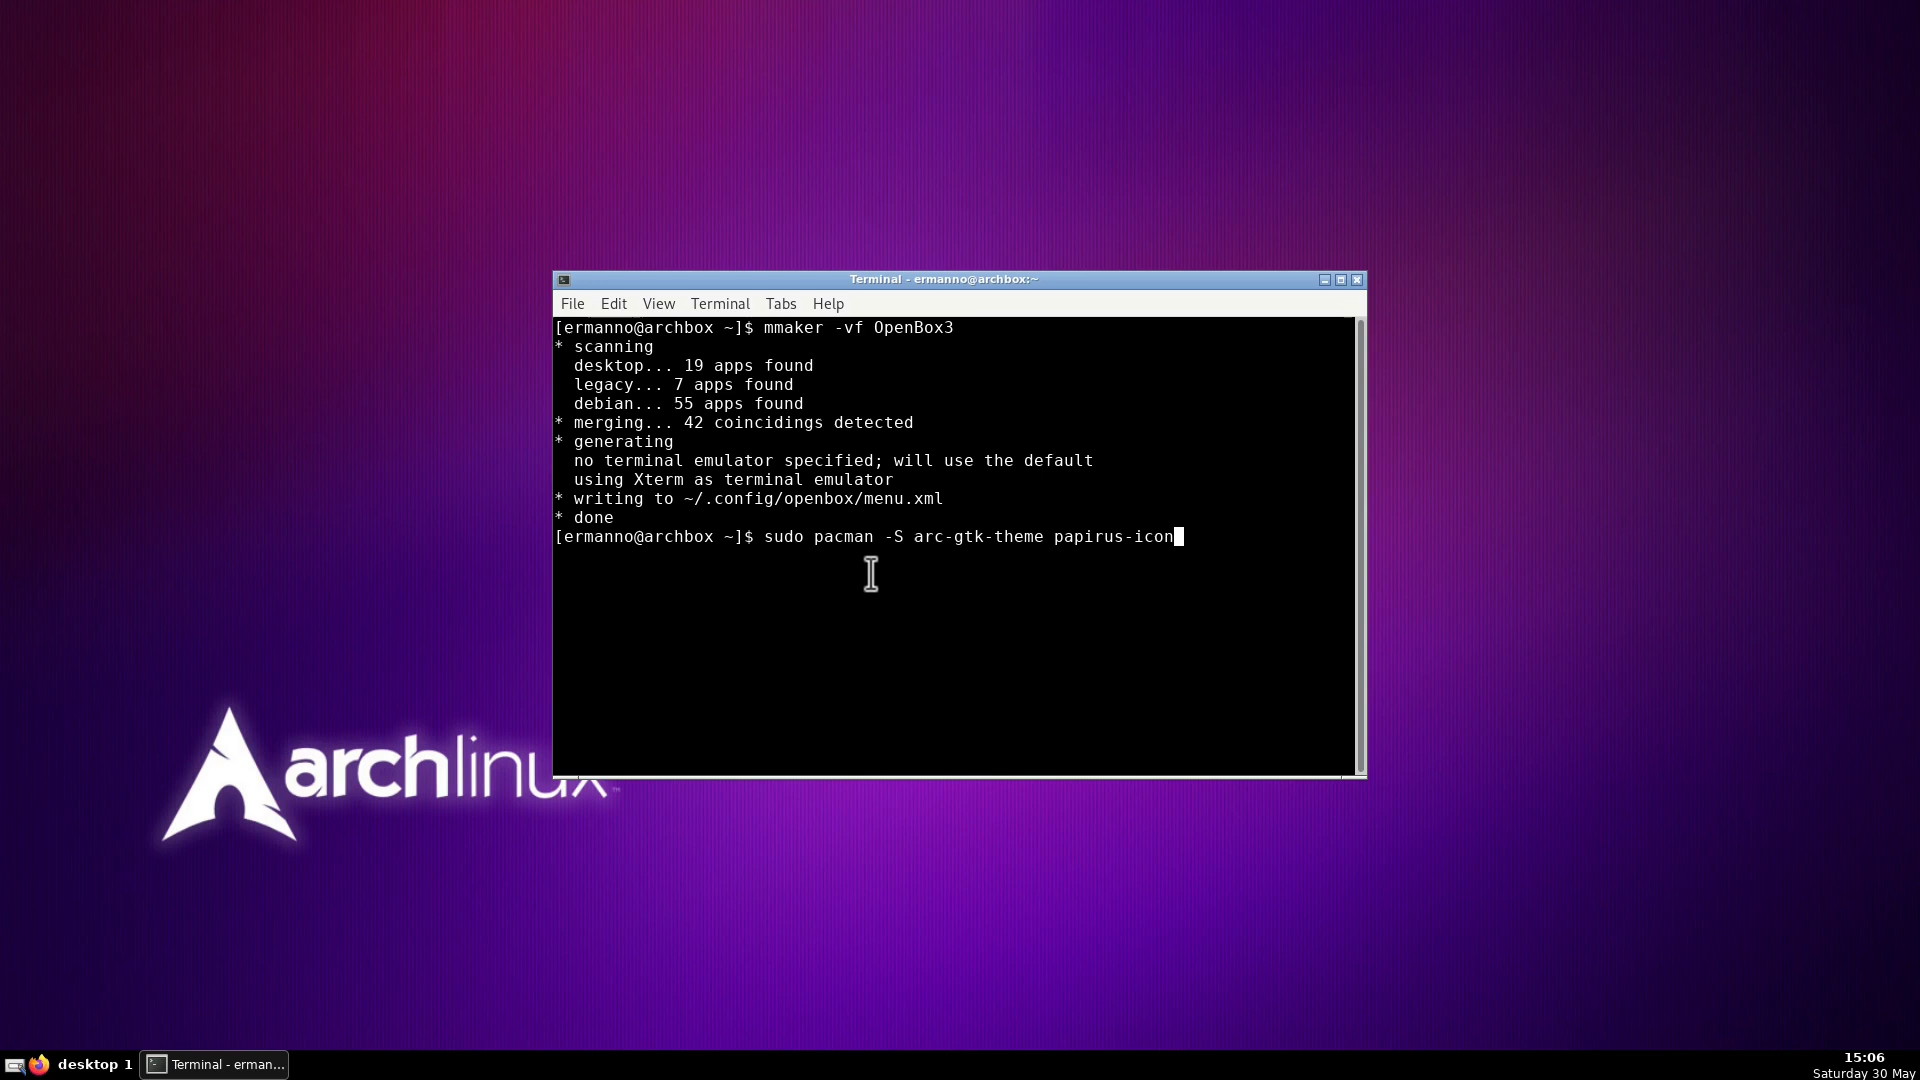 Terminal - ermanno@archbox:~
File Edit View Terminal Tabs Help
[ermanno@archbox ~]$ mmaker -vf OpenBox3
* scanning
  desktop... 19 apps found
  legacy... 7 apps found
  debian... 55 apps found
* merging... 42 coincidings detected
* generating
  no terminal emulator specified; will use the default
  using Xterm as terminal emulator
* writing to ~/.config/openbox/menu.xml
* done
[ermanno@archbox ~]$ sudo pacman -S arc-gtk-theme papirus-icon
archlinux™
desktop 1
Terminal - erman...
15:06
Saturday 30 May